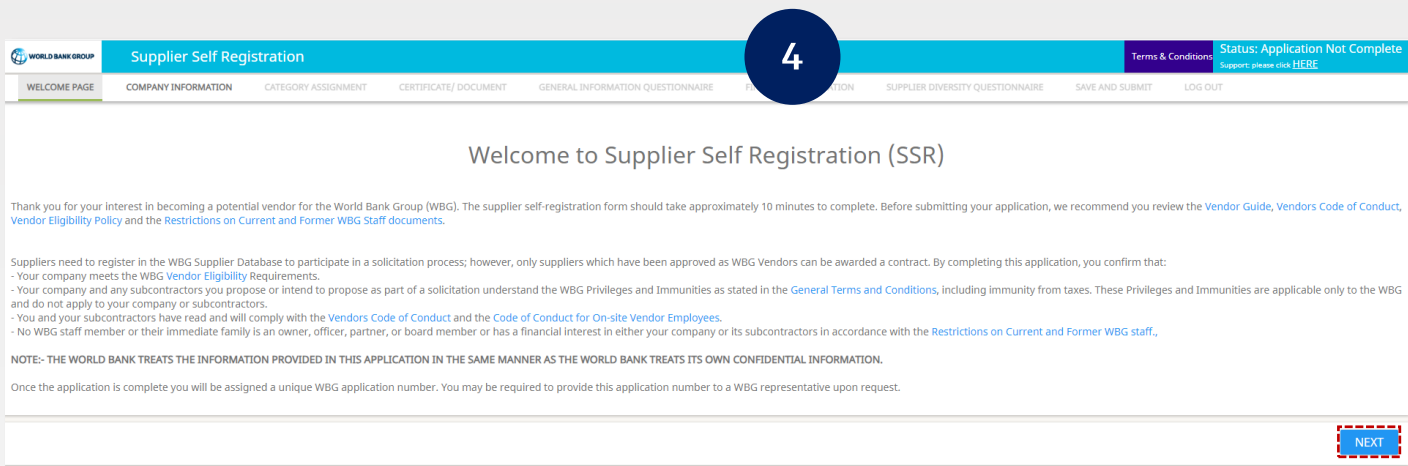 4
WORLD BANK GROUP
Supplier Self Registration
Terms & Conditions
Status: Application Not Complete
Support: please click HERE
WELCOME PAGE
COMPANY INFORMATION
CATEGORY ASSIGNMENT
CERTIFICATE/ DOCUMENT
GENERAL INFORMATION QUESTIONNAIRE
SUPPLIER DIVERSITY QUESTIONNAIRE
SAVE AND SUBMIT
LOG OUT
Welcome to Supplier Self Registration (SSR)
Thank you for your interest in becoming a potential vendor for the World Bank Group (WBG). The supplier self-registration form should take approximately 10 minutes to complete. Before submitting your application, we recommend you review the Vendor Guide, Vendors Code of Conduct,
Vendor Eligibility Policy and the Restrictions on Current and Former WBG Staff documents.
Suppliers need to register in the WBG Supplier Database to participate in a solicitation process; however, only suppliers which have been approved as WBG Vendors can be awarded a contract. By completing this application, you confirm that:
- Your company meets the WBG Vendor Eligibility Requirements.
- Your company and any subcontractors you propose or intend to propose as part of a solicitation understand the WBG Privileges and Immunities as stated in the General Terms and Conditions, including immunity from taxes. These Privileges and Immunities are applicable only to the WBG
and do not apply to your company or subcontractors.
- You and your subcontractors have read and will comply with the Vendors Code of Conduct and the Code of Conduct for On-site Vendor Employees.
- No WBG staff member or their immediate family is an owner, officer, partner, or board member or has a financial interest in either your company or its subcontractors in accordance with the Restrictions on Current and Former WBG staff.,
NOTE:- THE WORLD BANK TREATS THE INFORMATION PROVIDED IN THIS APPLICATION IN THE SAME MANNER AS THE WORLD BANK TREATS ITS OWN CONFIDENTIAL INFORMATION.
Once the application is complete you will be assigned a unique WBG application number. You may be required to provide this application number to a WBG representative upon request.
NEXT